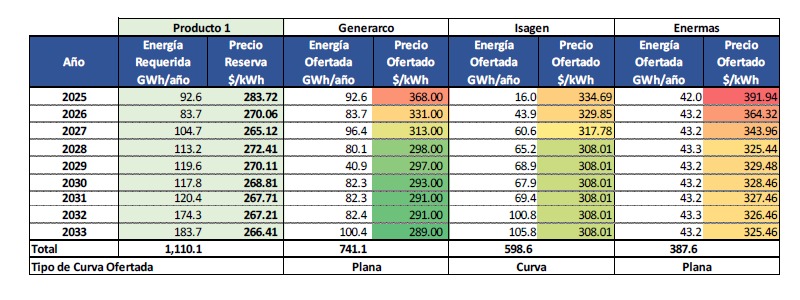 Producto 1 Generarco Isagen Enermas
Año Energía Requerida GWh/año Precio Reserva $/kWh Energía Ofertada GWh/año Precio Ofertado $/kWh Energía Ofertada GWh/año Precio Ofertado $/kWh Energía Ofertada GWh/año Precio Ofertado $/kWh
2025 92.6 283.72 92.6 368.00 16.0 334.69 42.0 391.94
2026 83.7 270.06 83.7 331.00 43.9 329.85 43.2 364.32
2027 104.7 265.12 96.4 313.00 60.6 317.78 43.2 343.96
2028 113.2 272.41 80.1 298.00 65.2 308.01 43.3 325.44
2029 119.6 270.11 40.9 297.00 68.9 308.01 43.2 329.48
2030 117.8 268.81 82.3 293.00 67.9 308.01 43.2 328.46
2031 120.4 267.71 82.3 291.00 69.4 308.01 43.2 327.46
2032 174.3 267.21 82.4 291.00 100.8 308.01 43.3 326.46
2033 183.7 266.41 100.4 289.00 105.8 308.01 43.2 325.46
Total 1,110.1 741.1 598.6 387.6
Tipo de Curva Ofertada Plana Curva Plana